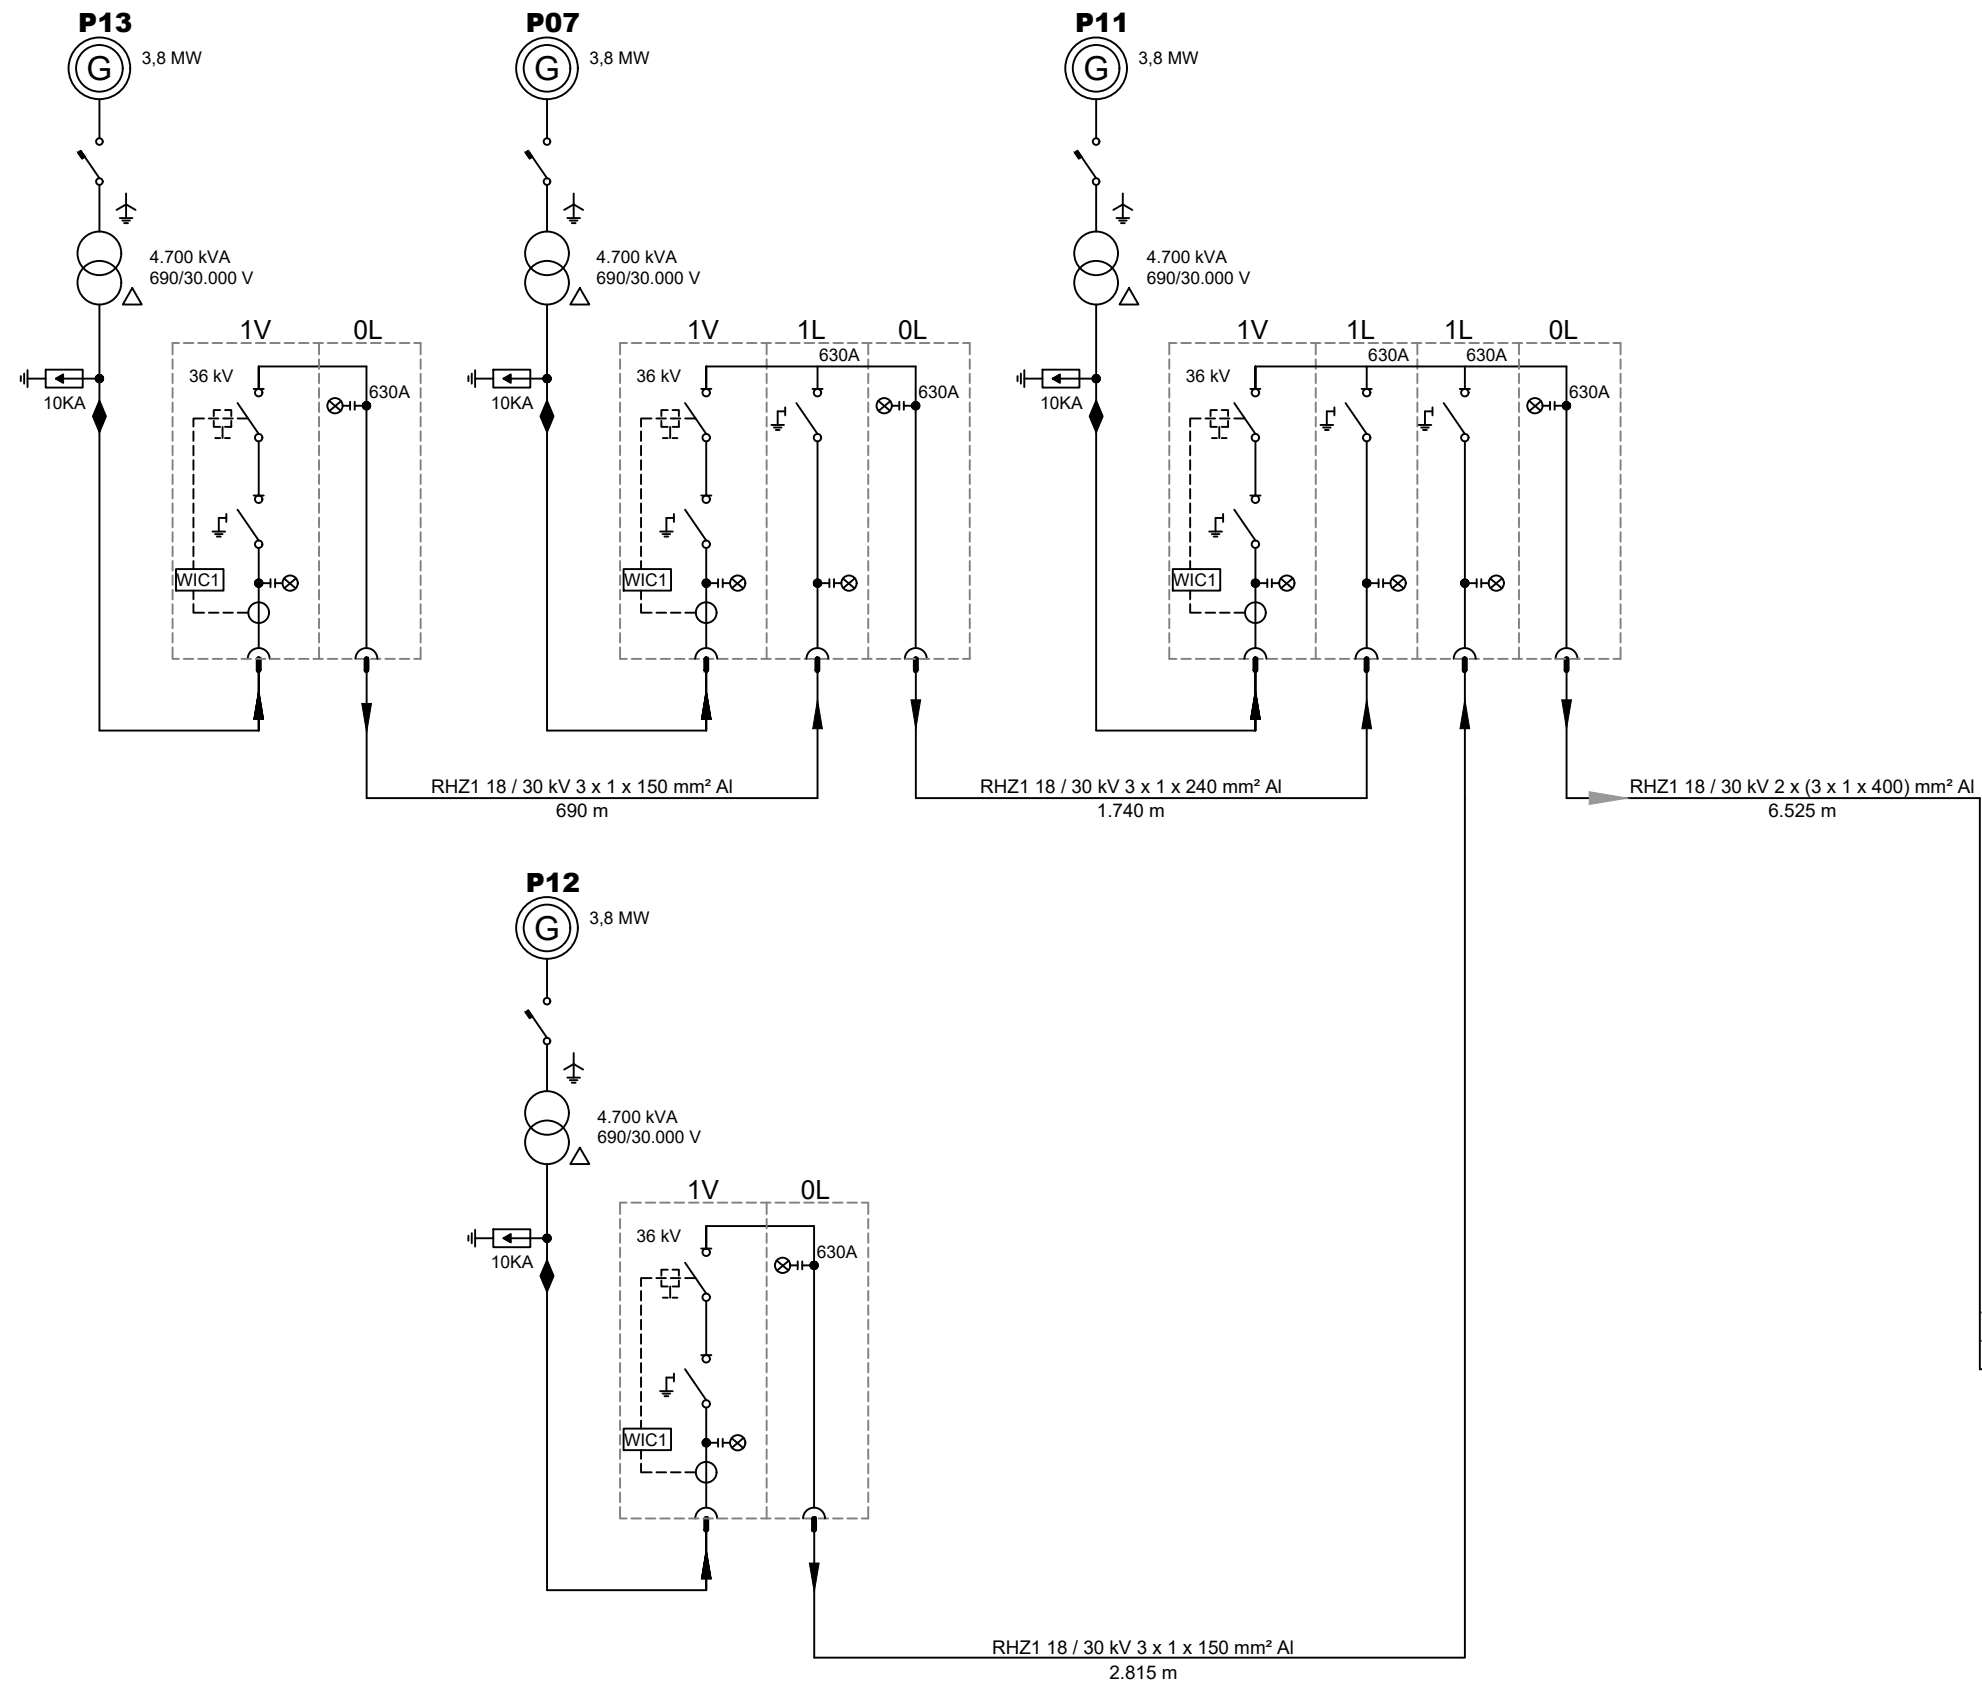 P13
G
3,8 MW
4.700 kVA
690/30.000 V
1V
0L
36 kV
630A
10KA
WIC1
P07
G
3,8 MW
4.700 kVA
690/30.000 V
1V
1L
0L
630A
36 kV
630A
10KA
WIC1
P11
G
3,8 MW
4.700 kVA
690/30.000 V
1V
1L
1L
0L
630A
630A
36 kV
630A
10KA
WIC1
RHZ1 18 / 30 kV 3 x 1 x 150 mm² Al
690 m
RHZ1 18 / 30 kV 3 x 1 x 240 mm² Al
1.740 m
RHZ1 18 / 30 kV 2 x (3 x 1 x 400) mm² Al
6.525 m
P12
G
3,8 MW
4.700 kVA
690/30.000 V
1V
0L
36 kV
630A
10KA
WIC1
RHZ1 18 / 30 kV 3 x 1 x 150 mm² Al
2.815 m